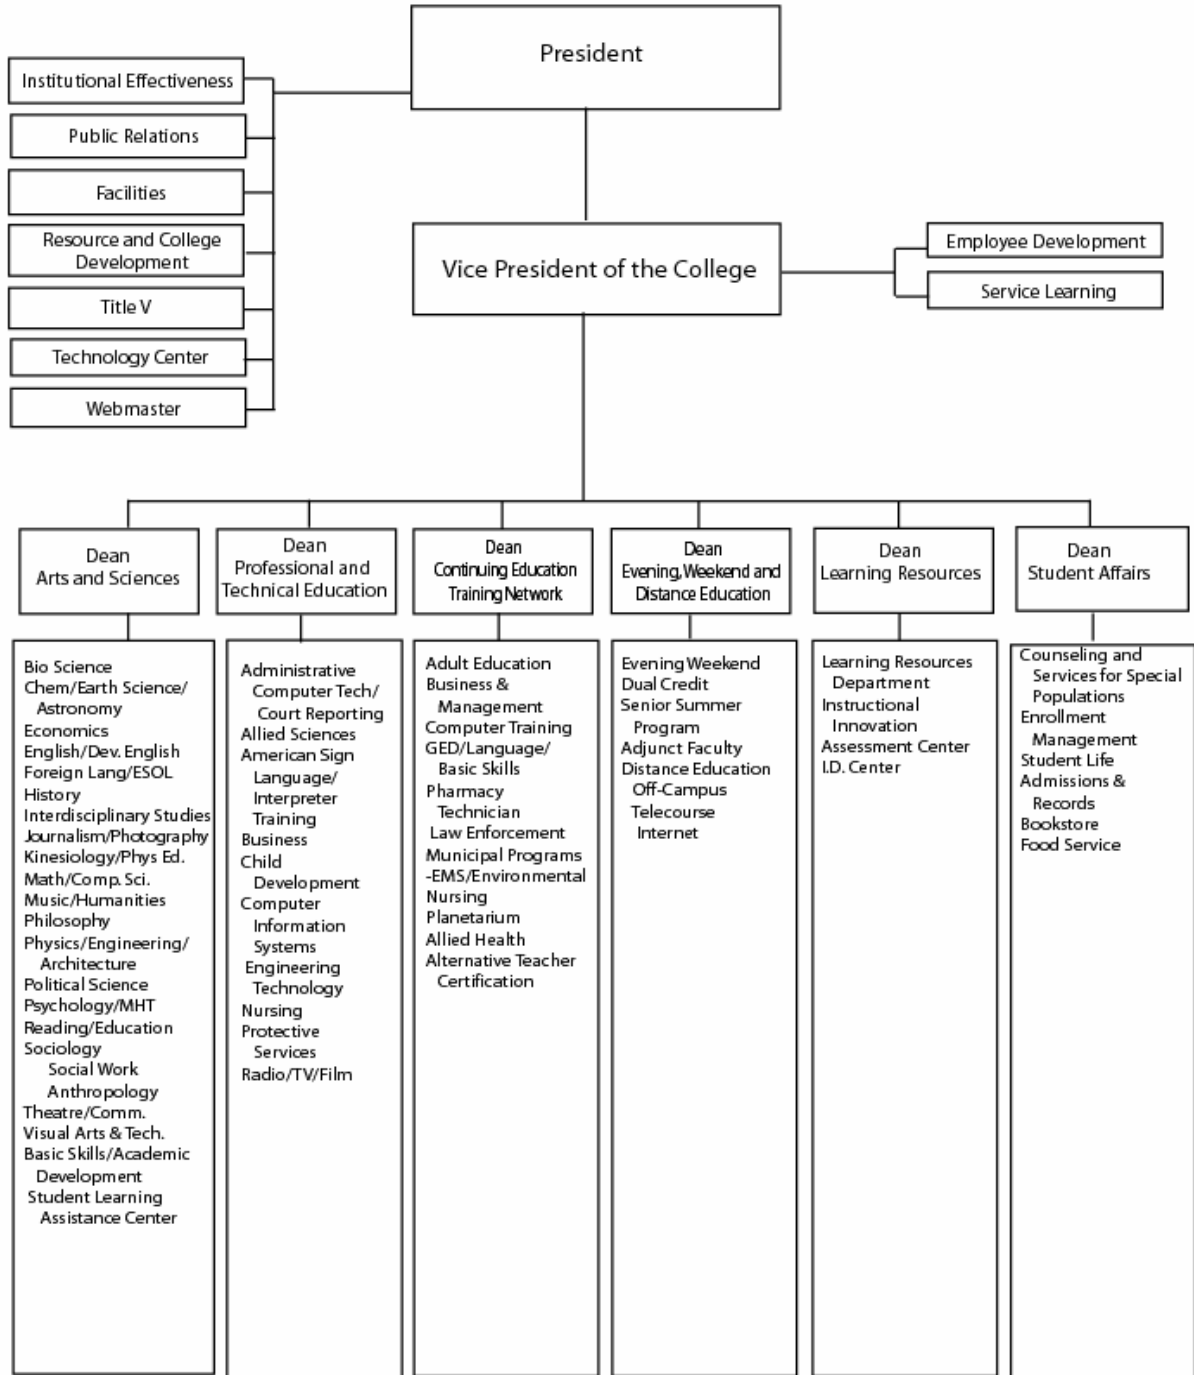 President
Institutional Effectiveness
Public Relations
Facilities
Resource and College
Development
Title V
Technology Center
Webmaster
Vice President of the College
Employee Development
Service Learning
Dean
Arts and Sciences
Bio Science
Chem/Earth Science/
Astronomy
Economics
English/Dev. English
Foreign Lang/ESOL
History
Interdisciplinary Studies
Journalism/Photography
Kinesiology/Phys Ed.
Math/Comp. Sci.
Music/Humanities
Philosophy
Physics/Engineering/
Architecture
Political Science
Psychology/MHT
Reading/Education
Sociology
Social Work
Anthropology
Theatre/Comm.
Visual Arts & Tech.
Basic Skills/Academic
Development
Student Learning
Assistance Center
Dean
Professional and
Technical Education
Administrative
Computer Tech/
Court Reporting
Allied Sciences
American Sign
Language/
Interpreter
Training
Business
Child
Development
Computer
Information
Systems
Engineering
Technology
Nursing
Protective
Services
Radio/TV/Film
Dean
Continuing Education
Training Network
Adult Education
Business &
Management
Computer Training
GED/Language/
Basic Skills
Pharmacy
Technician
Law Enforcement
Municipal Programs
-EMS/Environmental
Nursing
Planetarium
Allied Health
Alternative Teacher
Certification
Dean
Evening, Weekend and
Distance Education
Evening Weekend
Dual Credit
Senior Summer
Program
Adjunct Faculty
Distance Education
Off-Campus
Telecourse
Internet
Dean
Learning Resources
Learning Resources
Department
Instructional
Innovation
Assessment Center
I.D. Center
Dean
Student Affairs
Counseling and
Services for Special
Populations
Enrollment
Management
Student Life
Admissions &
Records
Bookstore
Food Service